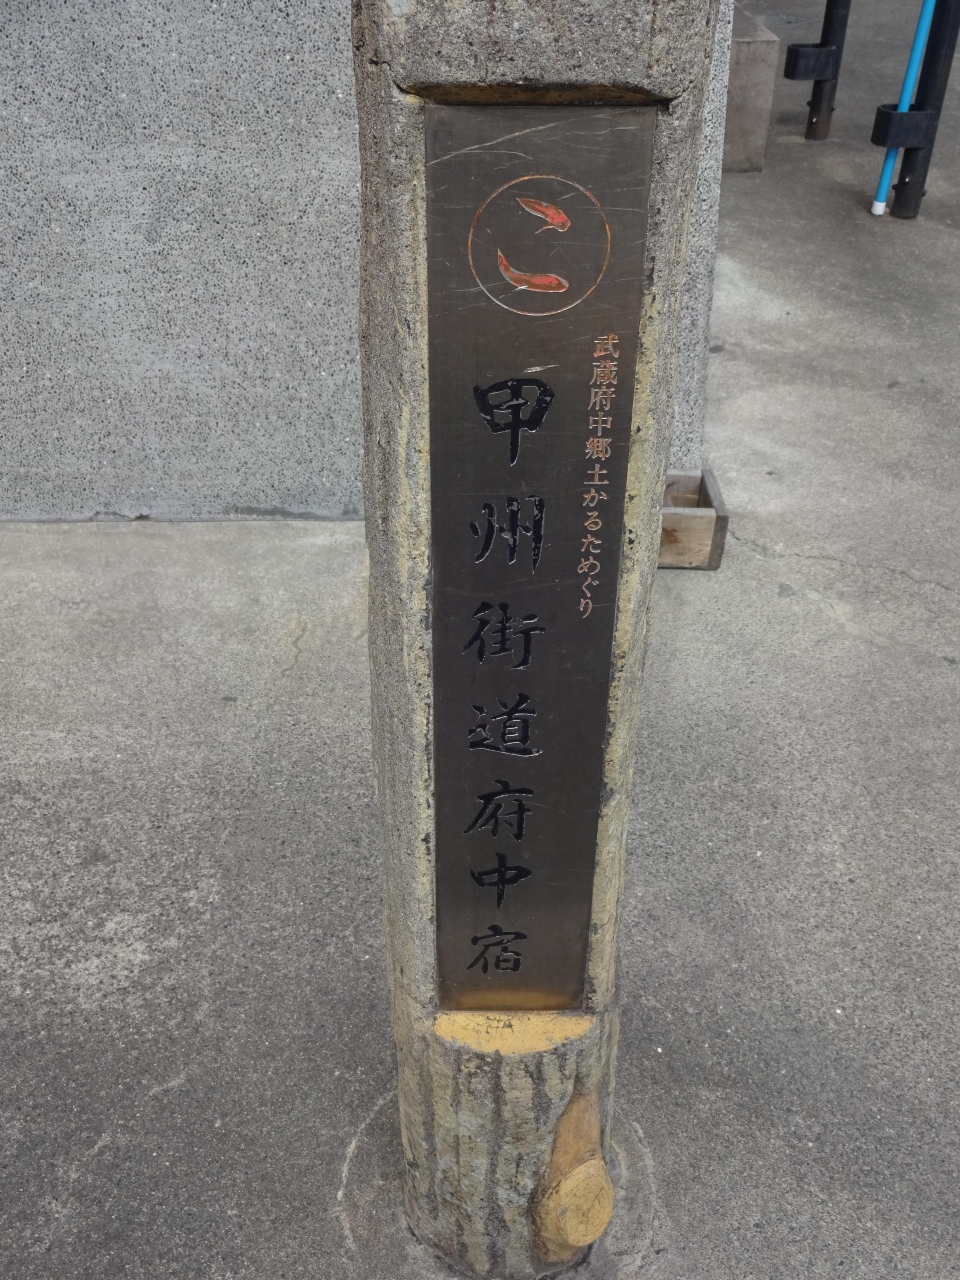 こ
武蔵府中郷土かるためぐり
甲州街道府中宿